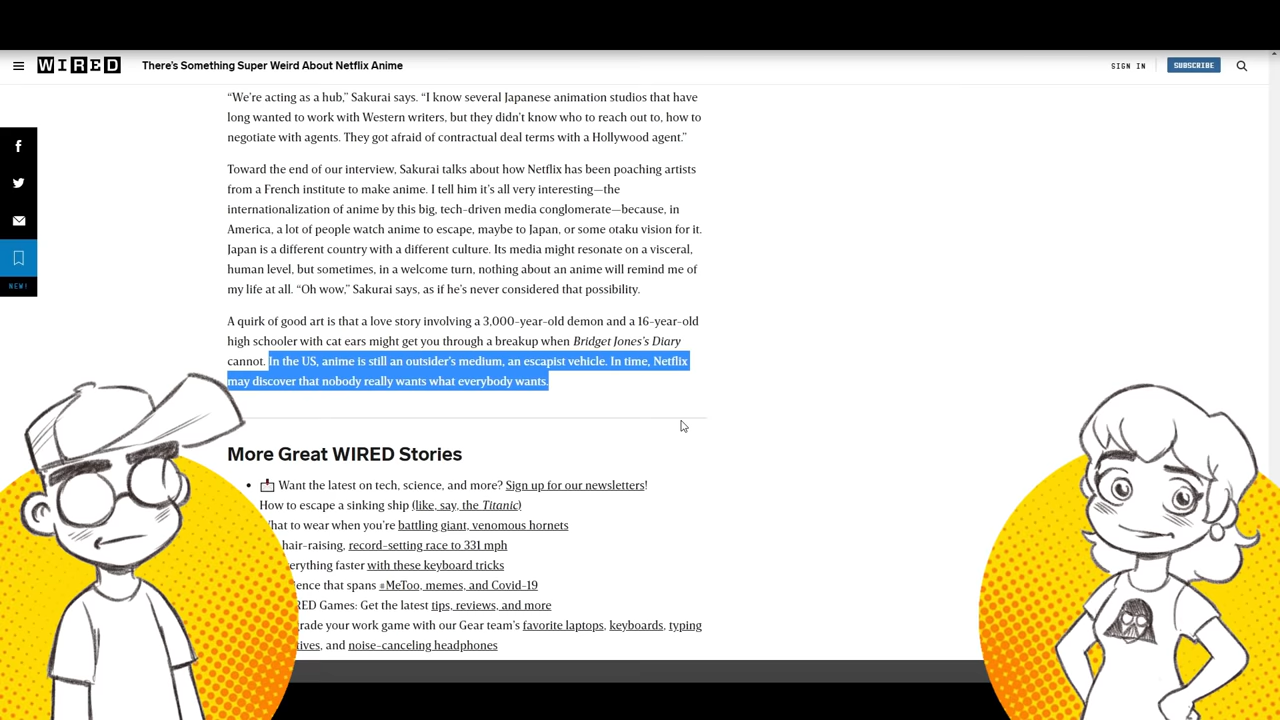 WIRED
There's Something Super Weird About Netflix Anime
SIGN IN
SUBSCRIBE
“We're acting as a hub,” Sakurai says. “I know several Japanese animation studios that have
long wanted to work with Western writers, but they didn't know who to reach out to, how to
negotiate with agents. They got afraid of contractual deal terms with a Hollywood agent.”
Toward the end of our interview, Sakurai talks about how Netflix has been poaching artists
from a French institute to make anime. I tell him it's all very interesting—the
internationalization of anime by this big, tech-driven media conglomerate—because, in
America, a lot of people watch anime to escape, maybe to Japan, or some otaku vision for it.
Japan is a different country with a different culture. Its media might resonate on a visceral,
human level, but sometimes, in a welcome turn, nothing about an anime will remind me of
my life at all. “Oh wow,” Sakurai says, as if he's never considered that possibility.
NEW!
A quirk of good art is that a love story involving a 3,000-year-old demon and a 16-year-old
high schooler with cat ears might get you through a breakup when Bridget Jones's Diary
cannot. In the US, anime is still an outsider's medium, an escapist vehicle. In time, Netflix
may discover that nobody really wants what everybody wants.
More Great WIRED Stories
Want the latest on tech, science, and more? Sign up for our newsletters!
How to escape a sinking ship (like, say, the Titanic)
hat to wear when you're battling giant, venomous hornets
hair-raising, record-setting race to 331 mph
erything faster with these keyboard tricks
ence that spans #MeToo, memes, and Covid-19
RED Games: Get the latest tips, reviews, and more
grade your work game with our Gear team's favorite laptops, keyboards, typing
tives, and noise-canceling headphones